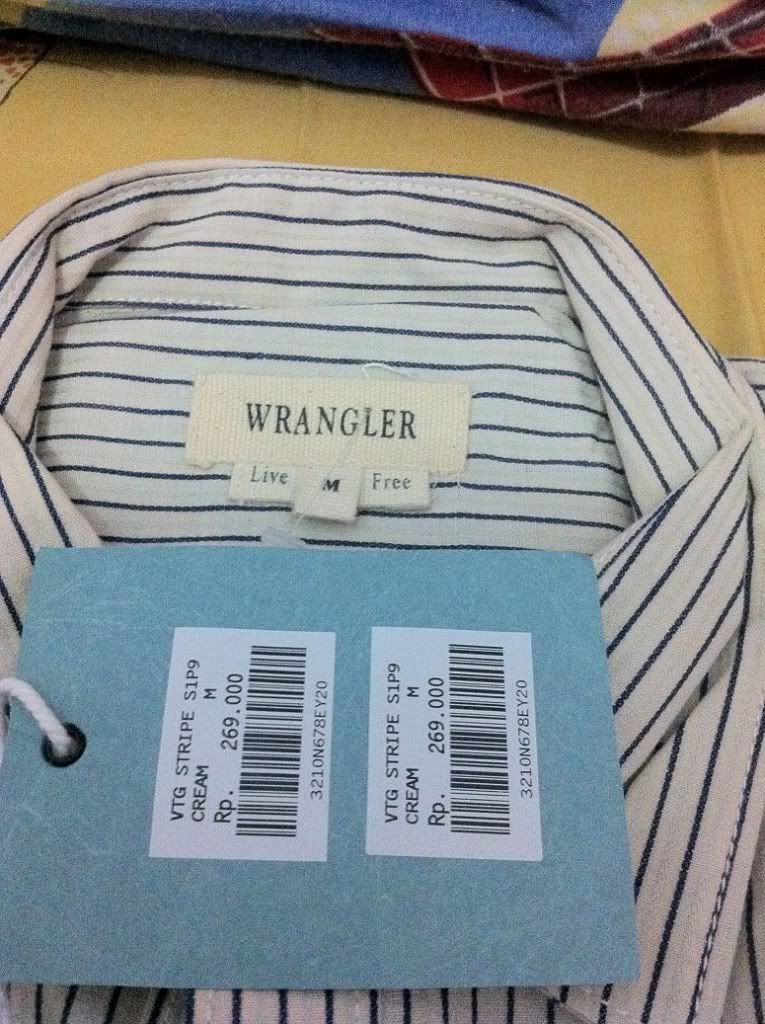 WRANGLER
Live M Free
VTG STRIPE S1P9
CREAM M
Rp. 269.000
3210N678EY20
VTG STRIPE S1P9
CREAM M
Rp. 269.000
3210N678EY20